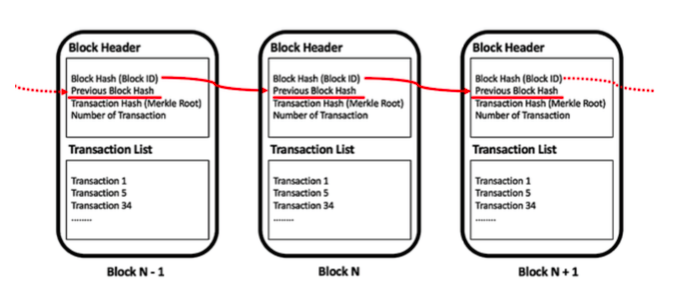 Block Header
Block Hash (Block ID)
Previous Block Hash
Transaction Hash (Merkle Root)
Number of Transaction
Transaction List
Transaction 1
Transaction 5
Transaction 34
........
Block N - 1
Block Header
Block Hash (Block ID)
Previous Block Hash
Transaction Hash (Merkle Root)
Number of Transaction
Transaction List
Transaction 1
Transaction 5
Transaction 34
........
Block N
Block Header
Block Hash (Block ID)
Previous Block Hash
Transaction Hash (Merkle Root)
Number of Transaction
Transaction List
Transaction 1
Transaction 5
Transaction 34
........
Block N + 1